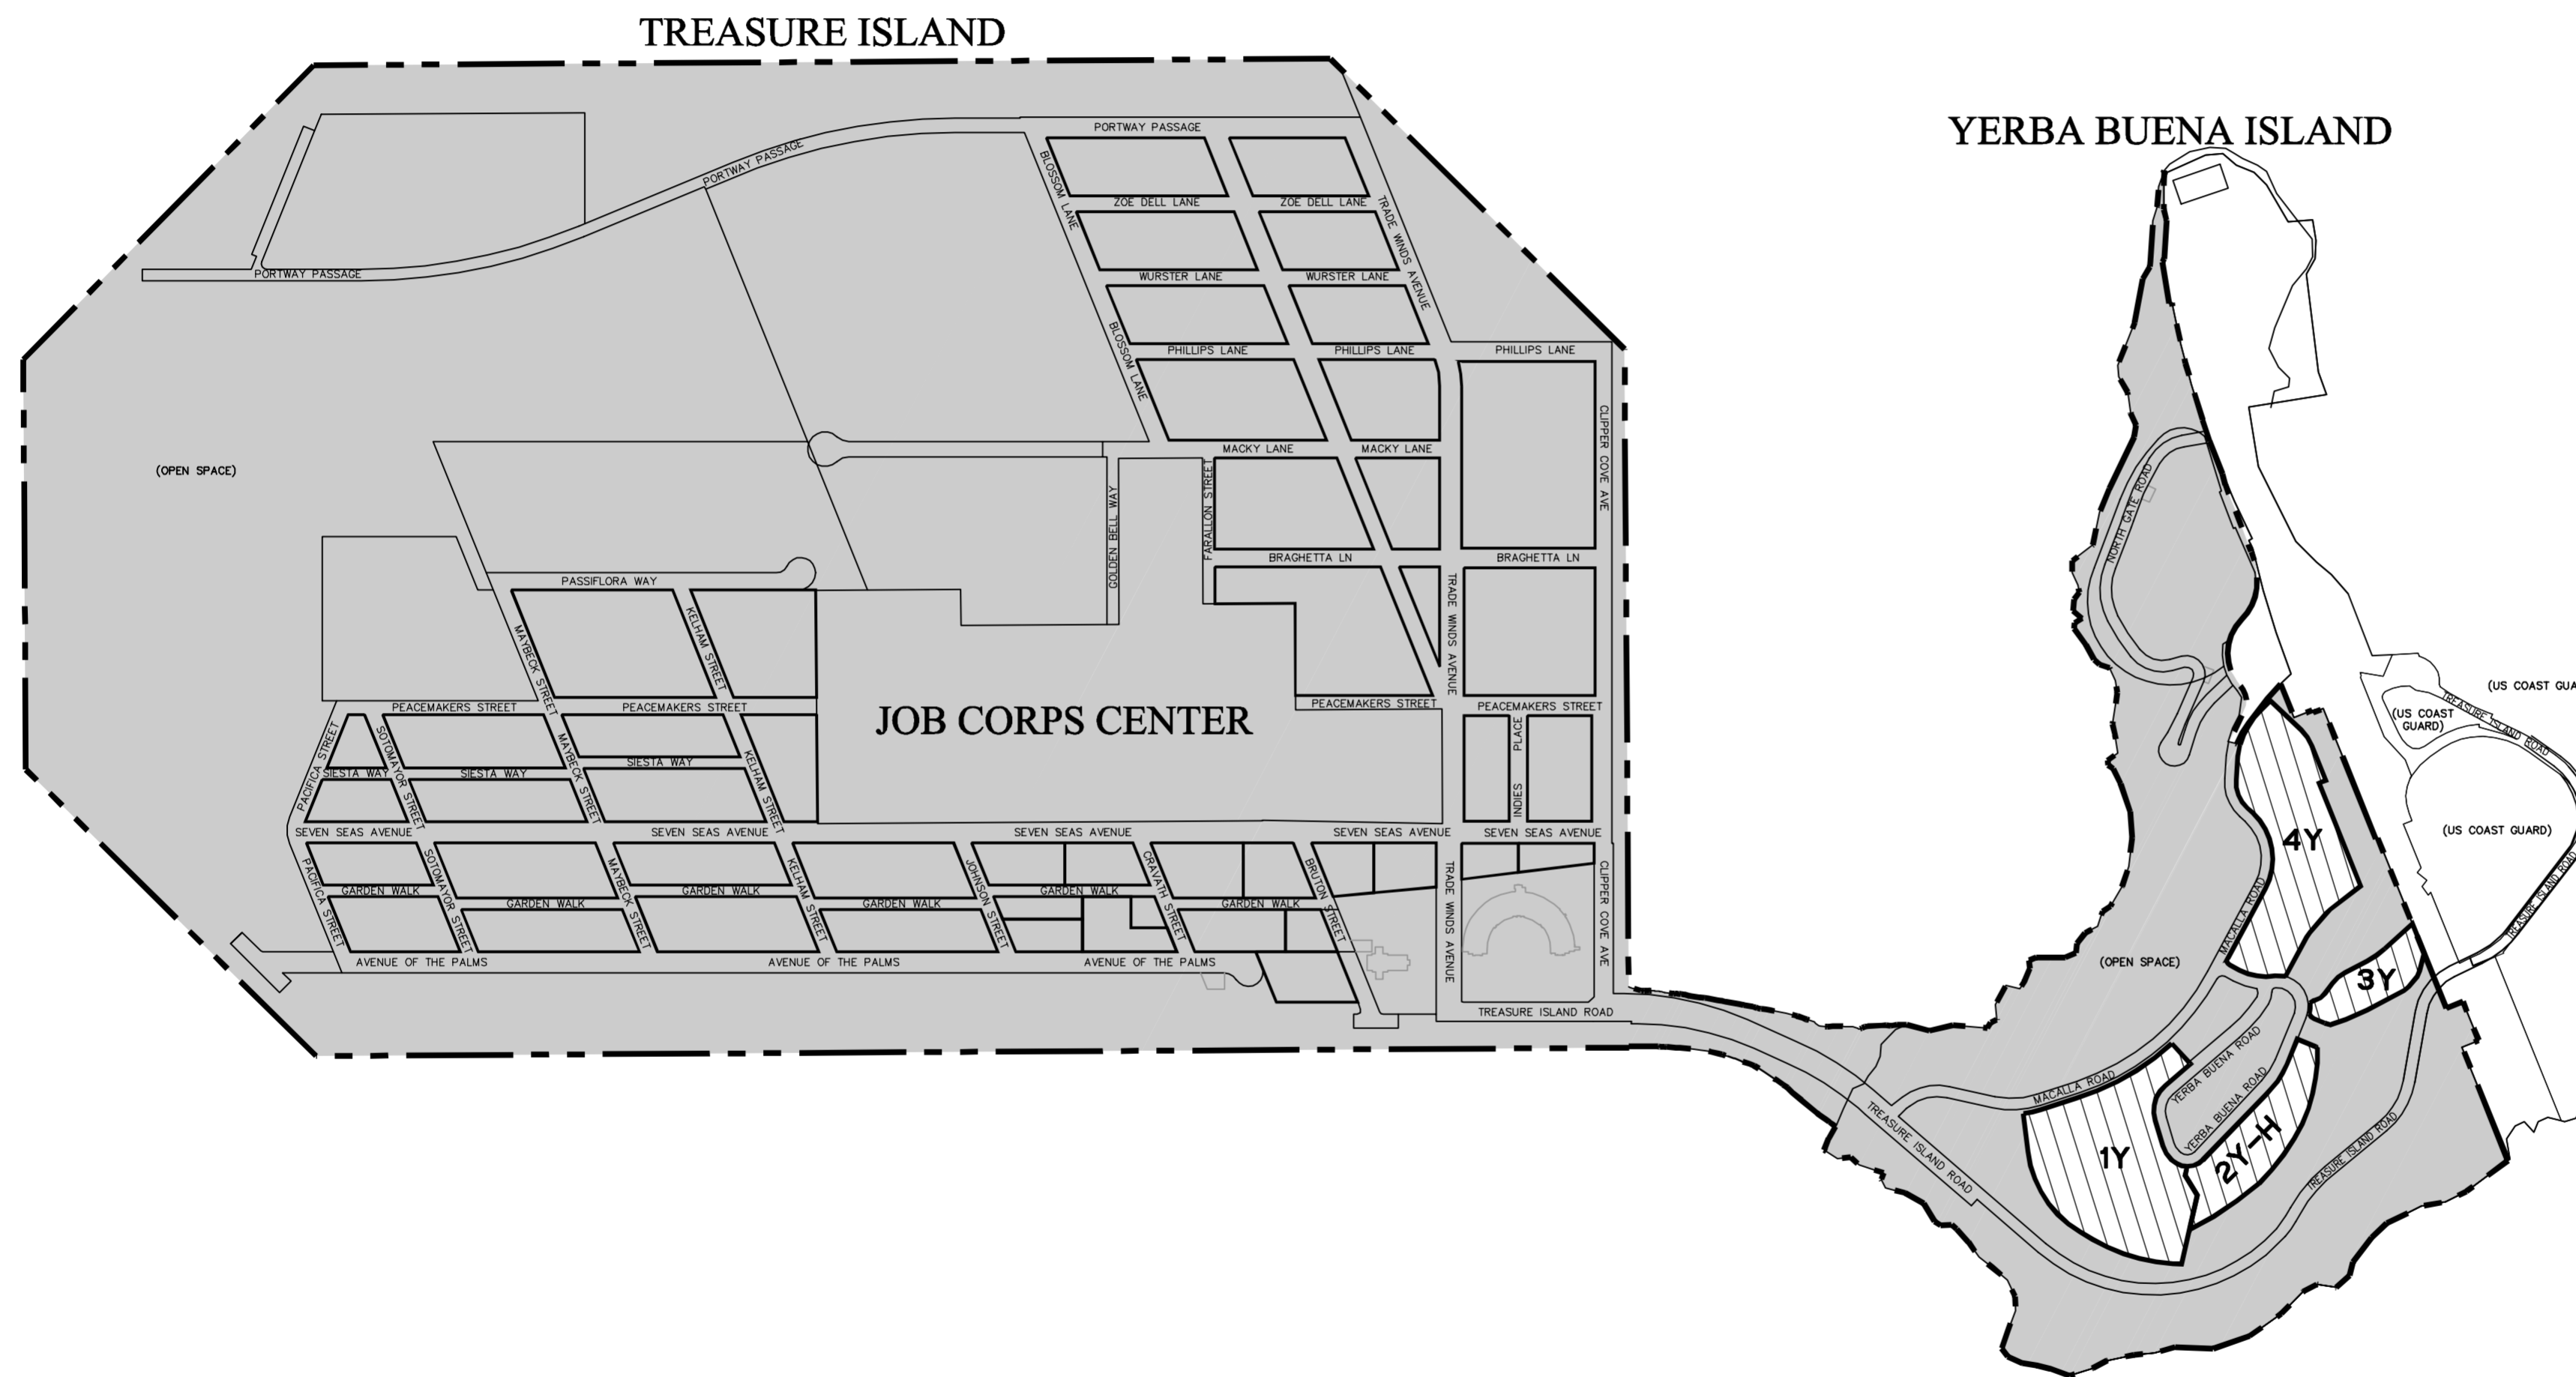 TREASURE ISLAND
YERBA BUENA ISLAND
PORTWAY PASSAGE
PORTWAY PASSAGE
PORTWAY PASSAGE
BLOSSOM LANE
ZOE DELL LANE
ZOE DELL LANE
TRADE WINDS AVENUE
WURSTER LANE
WURSTER LANE
BLOSSOM LANE
PHILLIPS LANE
PHILLIPS LANE
PHILLIPS LANE
CLIPPER COVE AVE
MACKY LANE
MACKY LANE
(OPEN SPACE)
GOLDEN BELL WAY
FARALLON STREET
BRAGHETTA LN
BRAGHETTA LN
PASSIFLORA WAY
MAYBECK STREET
KELHAM STREET
TRADE WINDS AVENUE
PEACEMAKERS STREET
PEACEMAKERS STREET
PEACEMAKERS STREET
PEACEMAKERS STREET
JOB CORPS CENTER
PACIFICA STREET
SOTOMAYOR STREET
MAYBECK STREET
KELHAM STREET
INDIES PLACE
SIESTA WAY
SIESTA WAY
SIESTA WAY
SEVEN SEAS AVENUE
SEVEN SEAS AVENUE
SEVEN SEAS AVENUE
SEVEN SEAS AVENUE
SEVEN SEAS AVENUE
PACIFICA STREET
SOTOMAYOR STREET
MAYBECK STREET
KELHAM STREET
JOHNSON STREET
CRAVATH STREET
BRUTON STREET
TRADE WINDS AVENUE
CLIPPER COVE AVE
GARDEN WALK
GARDEN WALK
GARDEN WALK
GARDEN WALK
GARDEN WALK
GARDEN WALK
AVENUE OF THE PALMS
AVENUE OF THE PALMS
AVENUE OF THE PALMS
TREASURE ISLAND ROAD
NORTH GATE ROAD
(US COAST GUA
(US COAST
GUARD)
TREASURE ISLAND ROAD
(US COAST GUARD)
4Y
MACALLA ROAD
TREASURE ISLAND ROAD
(OPEN SPACE)
3Y
YERBA BUENA ROAD
YERBA BUENA ROAD
MACALLA ROAD
TREASURE ISLAND ROAD
1Y
2Y-H
TREASURE ISLAND ROAD